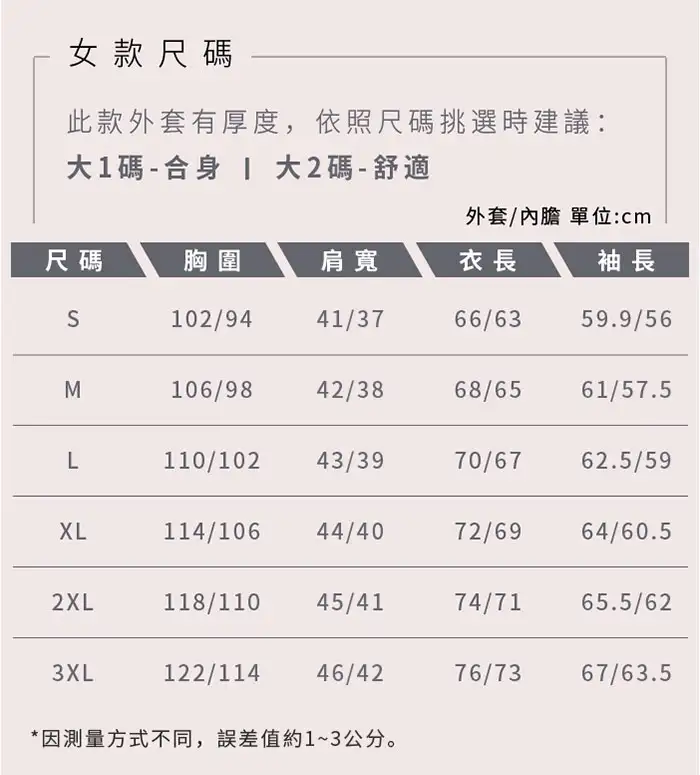 女款尺碼
此款外套有厚度，依照尺碼挑選時建議：
大1碼-合身 | 大2碼-舒適
外套/內膽 單位:cm
尺碼 胸圍 肩寬 衣長 袖長
S 102/94 41/37 66/63 59.9/56
M 106/98 42/38 68/65 61/57.5
L 110/102 43/39 70/67 62.5/59
XL 114/106 44/40 72/69 64/60.5
2XL 118/110 45/41 74/71 65.5/62
3XL 122/114 46/42 76/73 67/63.5
*因測量方式不同，誤差值約1~3公分。